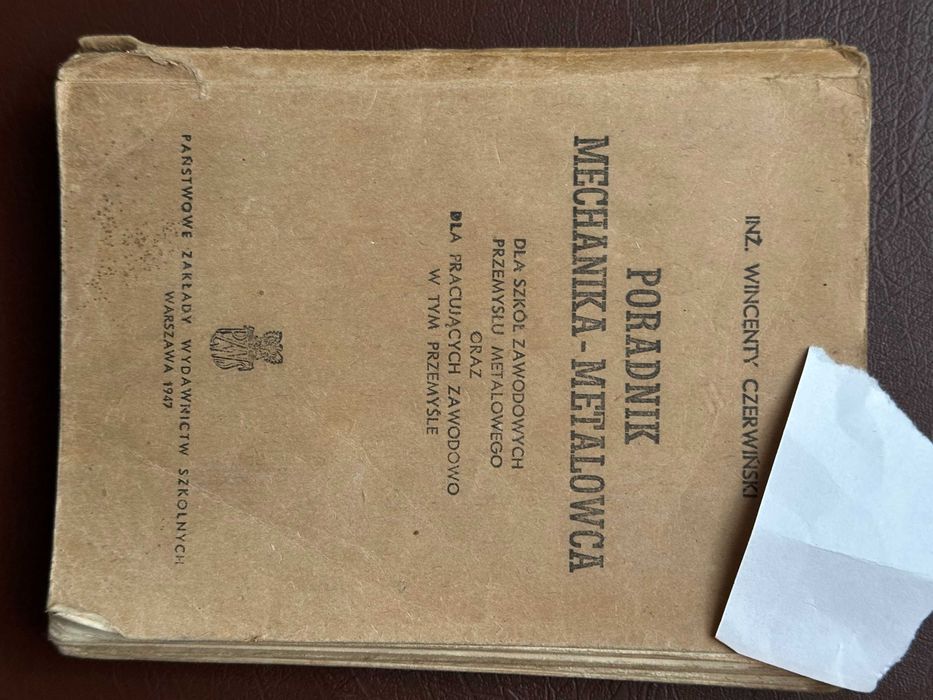 INŻ. WINCENTY CZERWIŃSKI
PORADNIK
MECHANIKA-METALOWCA
DLA SZKÓŁ ZAWODOWYCH
PRZEMYSŁU METALOWEGO
ORAZ
DLA PRACUJĄCYCH ZAWODOWO
W TYM PRZEMYŚLE
PZWS
PAŃSTWOWE ZAKŁADY WYDAWNICTW SZKOLNYCH
WARSZAWA 1947